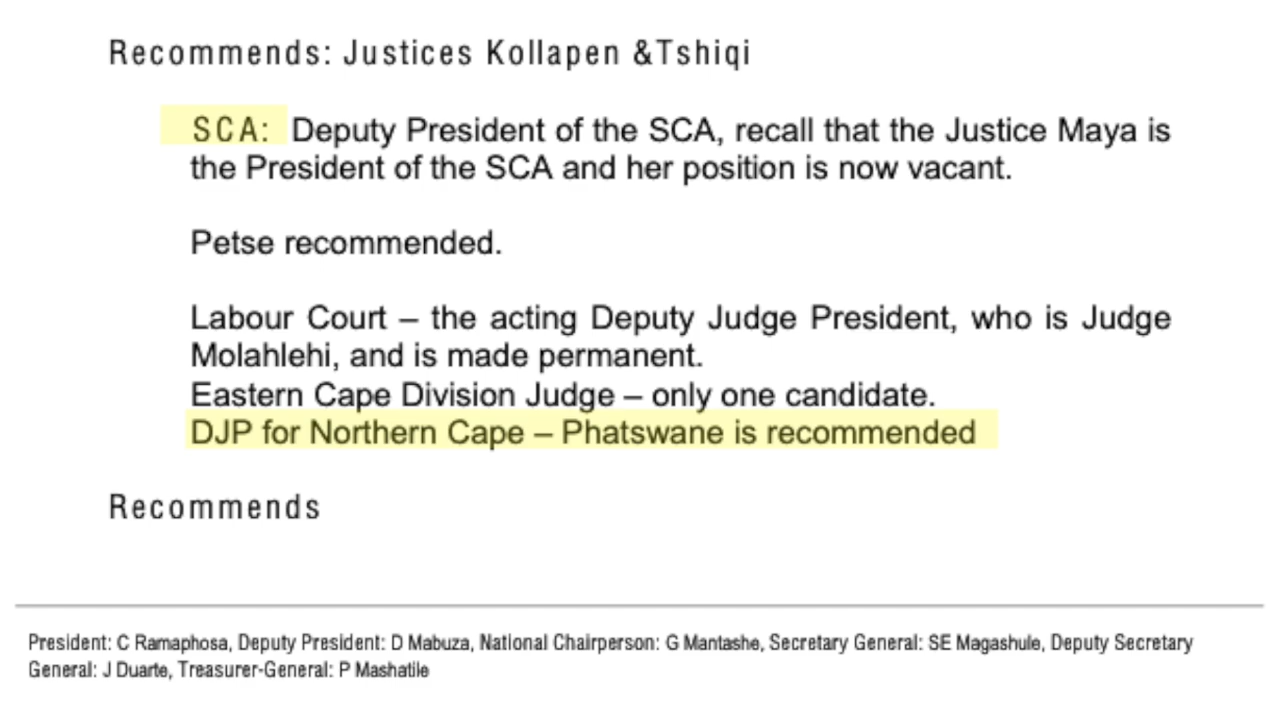 Recommends: Justices Kollapen &Tshiqi
SCA: Deputy President of the SCA, recall that the Justice Maya is
the President of the SCA and her position is now vacant.
Petse recommended.
Labour Court – the acting Deputy Judge President, who is Judge
Molahlehi, and is made permanent.
Eastern Cape Division Judge – only one candidate.
DJP for Northern Cape – Phatswane is recommended
Recommends
President: C Ramaphosa, Deputy President: D Mabuza, National Chairperson: G Mantashe, Secretary General: SE Magashule, Deputy Secretary
General: J Duarte, Treasurer-General: P Mashatile